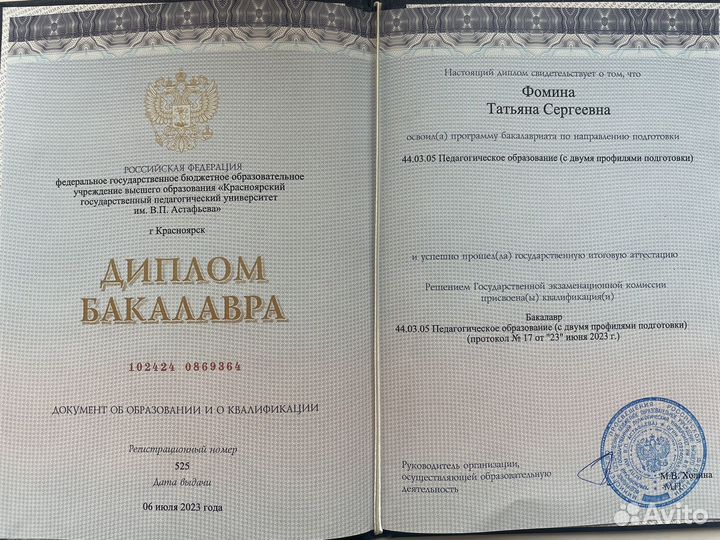 РОССИЙСКАЯ ФЕДЕРАЦИЯ
федеральное государственное бюджетное образовательное
учреждение высшего образования «Красноярский
государственный педагогический университет
им. В.П. Астафьева»
г Красноярск
ДИПЛОМ
БАКАЛАВРА
102424 0869364
ДОКУМЕНТ ОБ ОБРАЗОВАНИИ И О КВАЛИФИКАЦИИ
Регистрационный номер
525
Дата выдачи
06 июля 2023 года
Настоящий диплом свидетельствует о том, что
Фомина
Татьяна Сергеевна
освоил(а) программу бакалавриата по направлению подготовки
44.03.05 Педагогическое образование (с двумя профилями подготовки)
и успешно прошел(ла) государственную итоговую аттестацию
Решением Государственной экзаменационной комиссии
присвоена(ы) квалификация(и)
Бакалавр
44.03.05 Педагогическое образование (с двумя профилями подготовки)
(протокол № 17 от "23" июня 2023 г.)
Руководитель организации,
осуществляющей образовательную
деятельность
М.В. Холина
М.П.
Avito